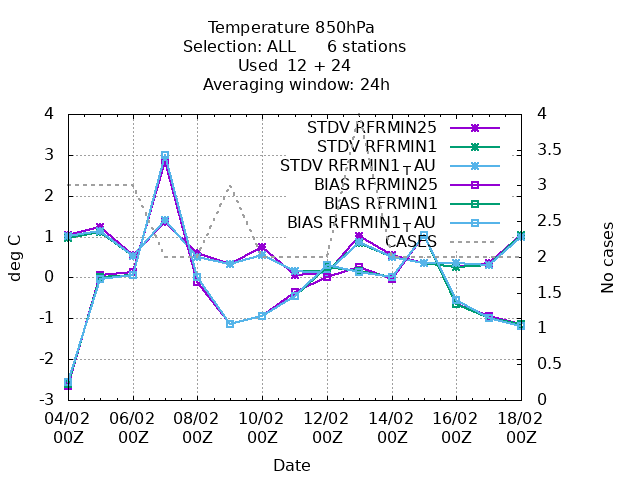 Temperature 850hPa
Selection: ALL 6 stations
Used 12 + 24
Averaging window: 24h
4
3
2
1
0
-1
-2
-3
deg C
4
3.5
3
2.5
2
1.5
1
0.5
0
No cases
STDV RFRMIN25
STDV RFRMIN1
STDV RFRMIN1┬AU
BIAS RFRMIN25
BIAS RFRMIN1
BIAS RFRMIN1┬AU
CASES
04/02 06/02 08/02 10/02 12/02 14/02 16/02 18/02
00Z 00Z 00Z 00Z 00Z 00Z 00Z 00Z
Date